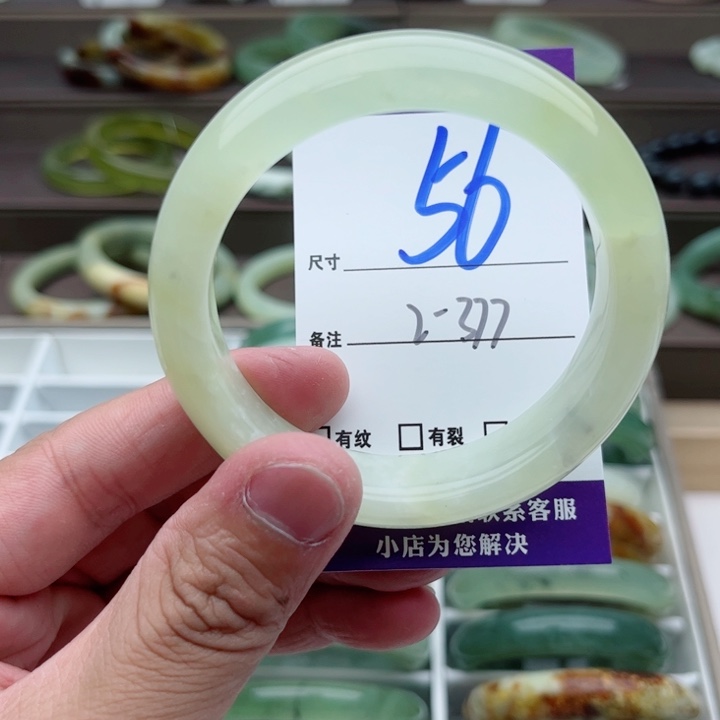 尺寸 56
备注 2-377
有纹 □有裂 □
联系客服
小店为您解决